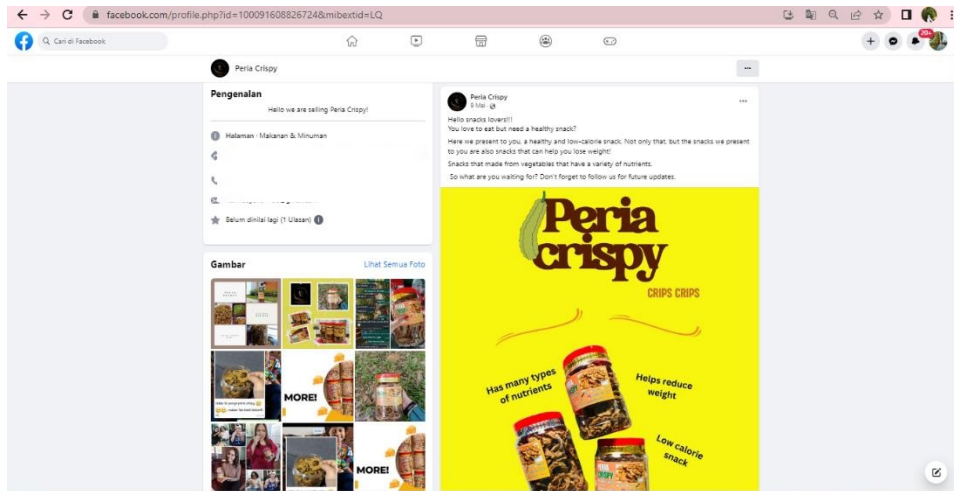 facebook.com/profile.php?id=100091608826724&mibextid=LQ
Cari di Facebook
20+
Peria Crispy
Pengenalan
Hello we are selling Peria Crispy!
Halaman · Makanan & Minuman
Belum dinilai lagi (1 Ulasan)
Gambar
Lihat Semua Foto
MORE!
MORE!
Peria Crispy
9 Mei
Hello snacks lovers!!!
You love to eat but need a healthy snack?
Here we present to you, a healthy and low-calorie snack. Not only that, but the snacks we present
to you are also snacks that can help you lose weight!
Snacks that made from vegetables that have a variety of nutrients.
So what are you waiting for? Don't forget to follow us for future updates.
Peria
crispy
CRIPS CRIPS
Has many types
of nutrients
Helps reduce
weight
Low calorie
snack
PERIA
CRISPY